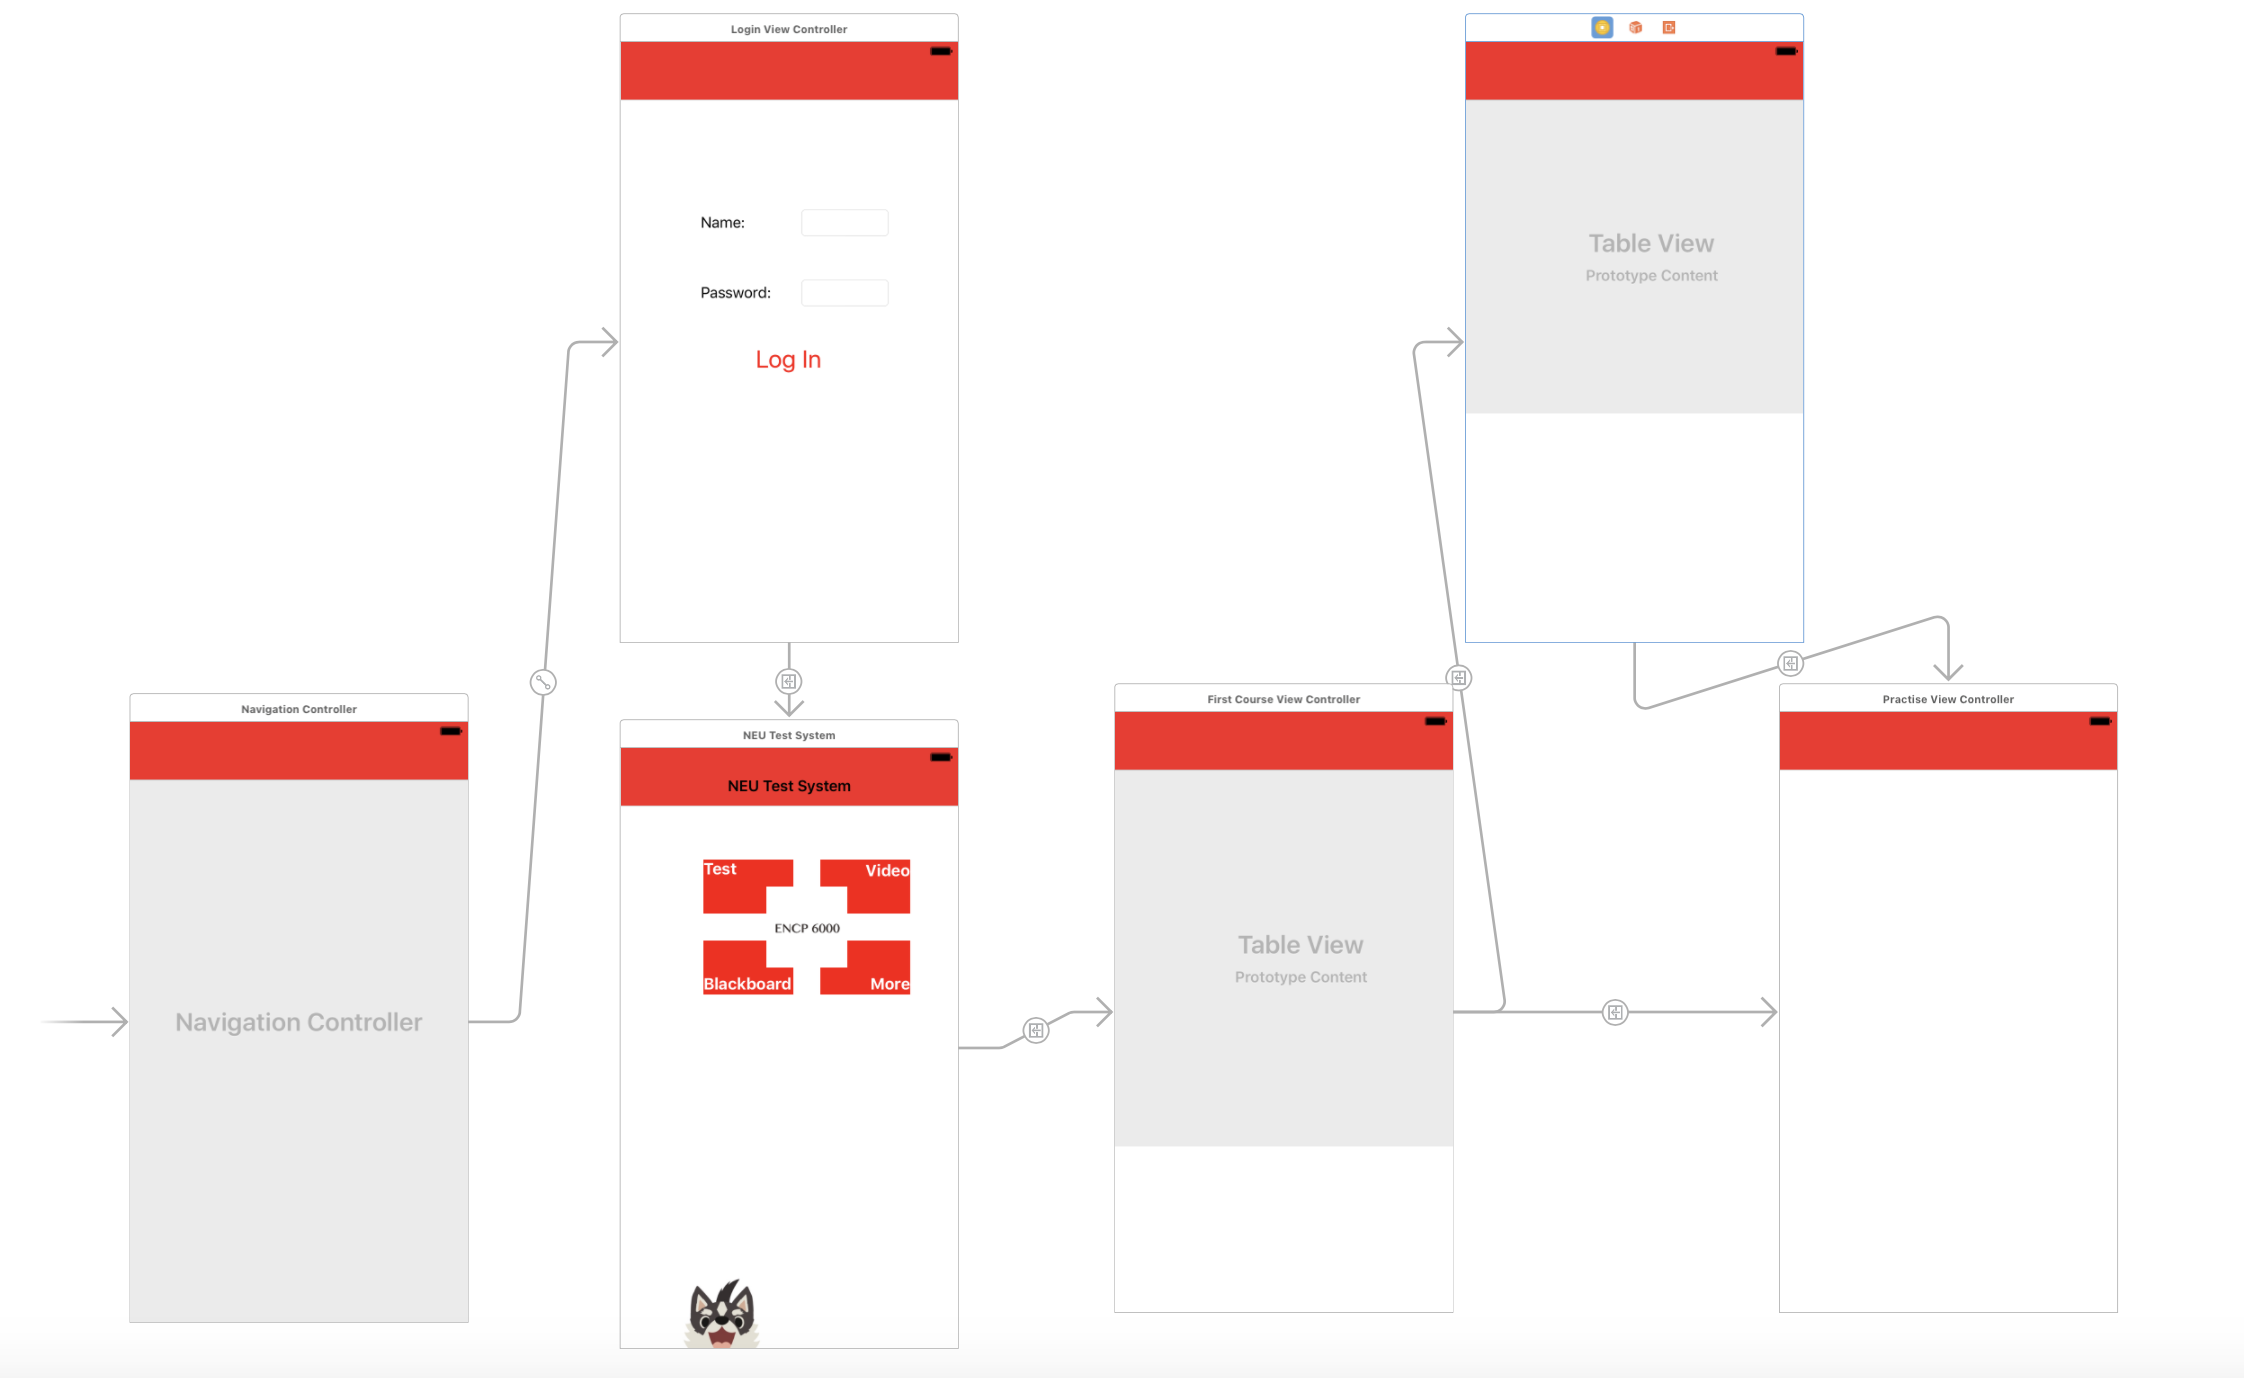 Login View Controller
Name:
Password:
Log In
Table View
Prototype Content
Navigation Controller
Navigation Controller
NEU Test System
NEU Test System
Test
Video
ENCP 6000
Blackboard
More
First Course View Controller
Table View
Prototype Content
Practise View Controller